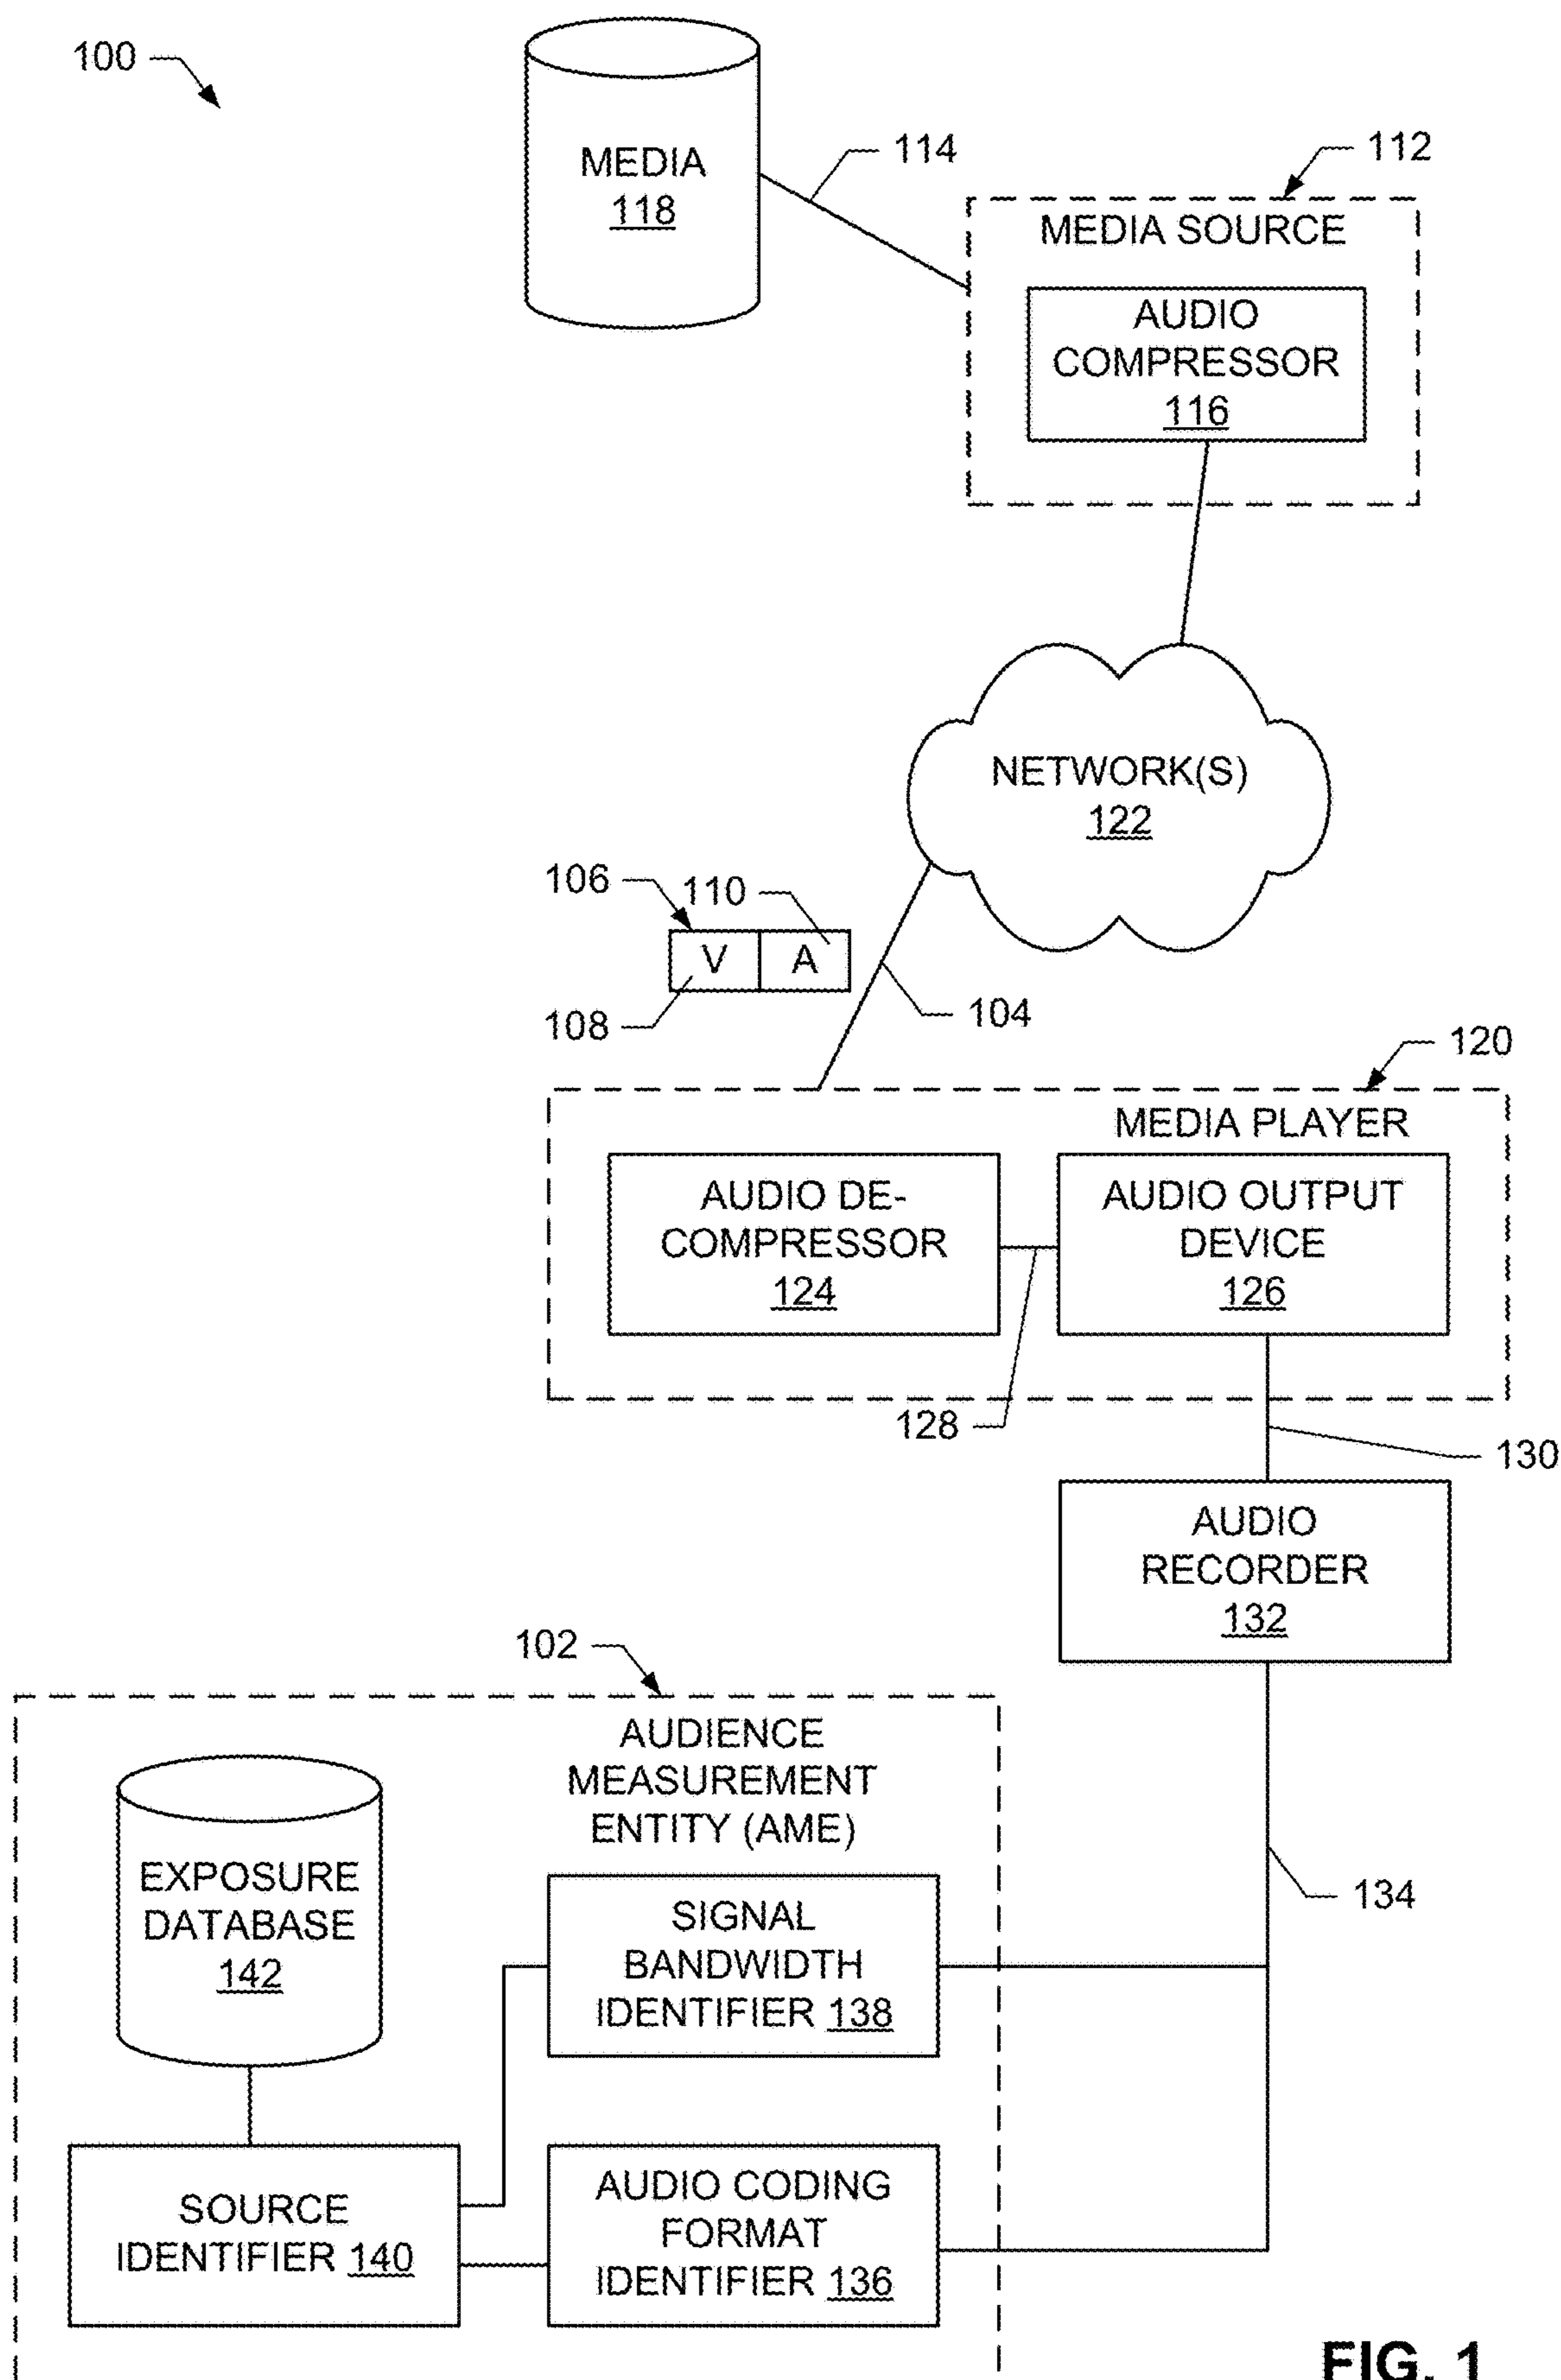 100
MEDIA
118
114
112
MEDIA SOURCE
AUDIO
COMPRESSOR
116
NETWORK(S)
122
106
110
V
A
108
104
120
MEDIA PLAYER
AUDIO DE-
COMPRESSOR
124
AUDIO OUTPUT
DEVICE
126
128
130
AUDIO
RECORDER
132
102
AUDIENCE
MEASUREMENT
ENTITY (AME)
EXPOSURE
DATABASE
142
SIGNAL
BANDWIDTH
IDENTIFIER 138
134
SOURCE
IDENTIFIER 140
AUDIO CODING
FORMAT
IDENTIFIER 136
FIG. 1